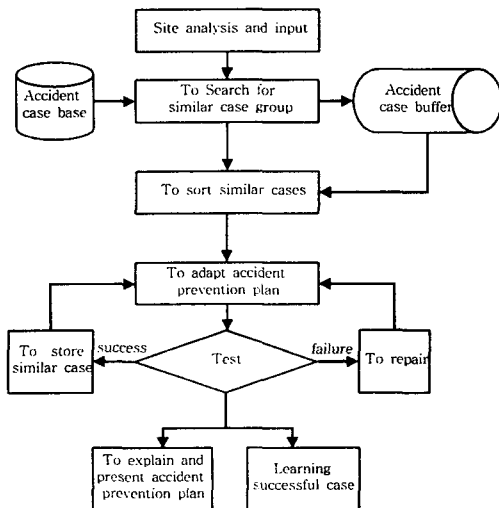 Site analysis and input
Accident
case base
To Search for
similar case group
Accident
case buffer
To sort similar cases
To adapt accident
prevention plan
To store
similar case
success
Test
failure
To repair
To explain and
present accident
prevention plan
Learning
successful case